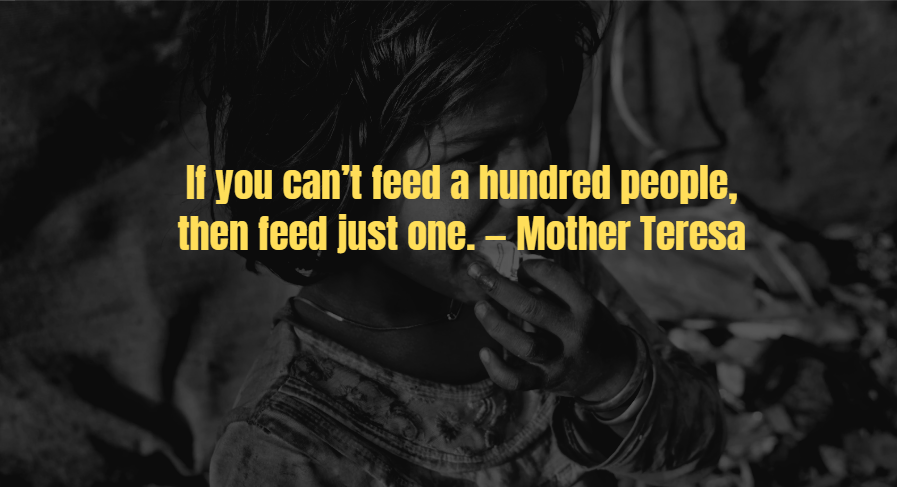 If you can’t feed a hundred people,
then feed just one. – Mother Teresa